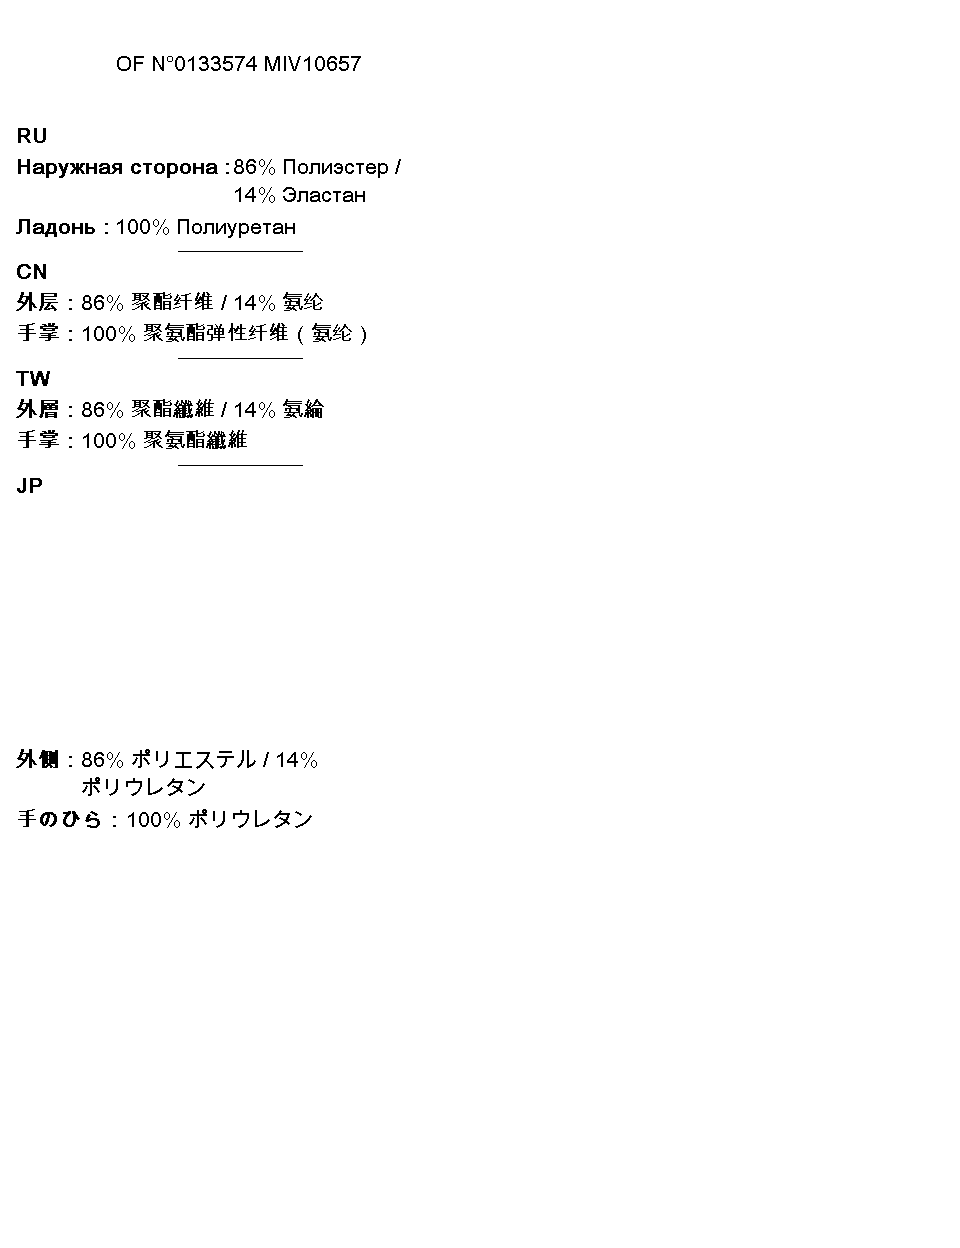 OF N°0133574 MIV10657
RU
Наружная сторона : 86% Полиэстер /
14% Эластан
Ладонь : 100% Полиуретан
CN
外层 : 86% 聚酯纤维 / 14% 氨纶
手掌 : 100% 聚氨酯弹性纤维 ( 氨纶 )
TW
外層 : 86% 聚酯纖維 / 14% 氨綸
手掌 : 100% 聚氨酯纖維
JP
外側 : 86% ポリエステル / 14%
ポリウレタン
手のひら : 100% ポリウレタン